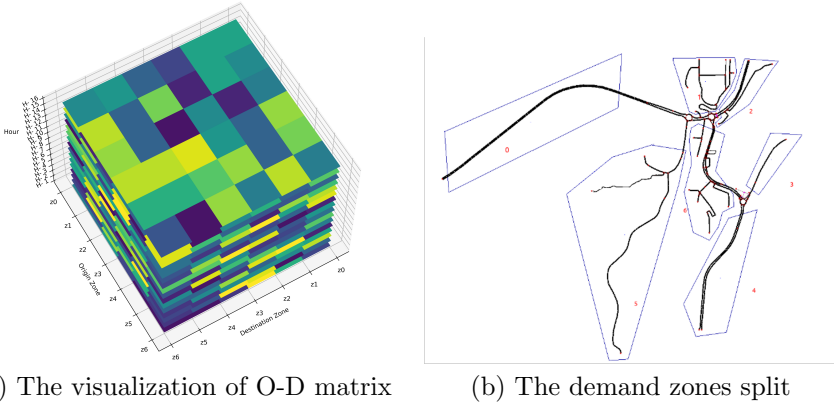 H-16
Hour
z0
z1
z2
z3
z4
z5
z6
Origin Zone
z6
z5
z4
z3
z2
z1
z0
Destination Zone
0
2
3
4
5
6
) The visualization of O-D matrix
(b) The demand zones split